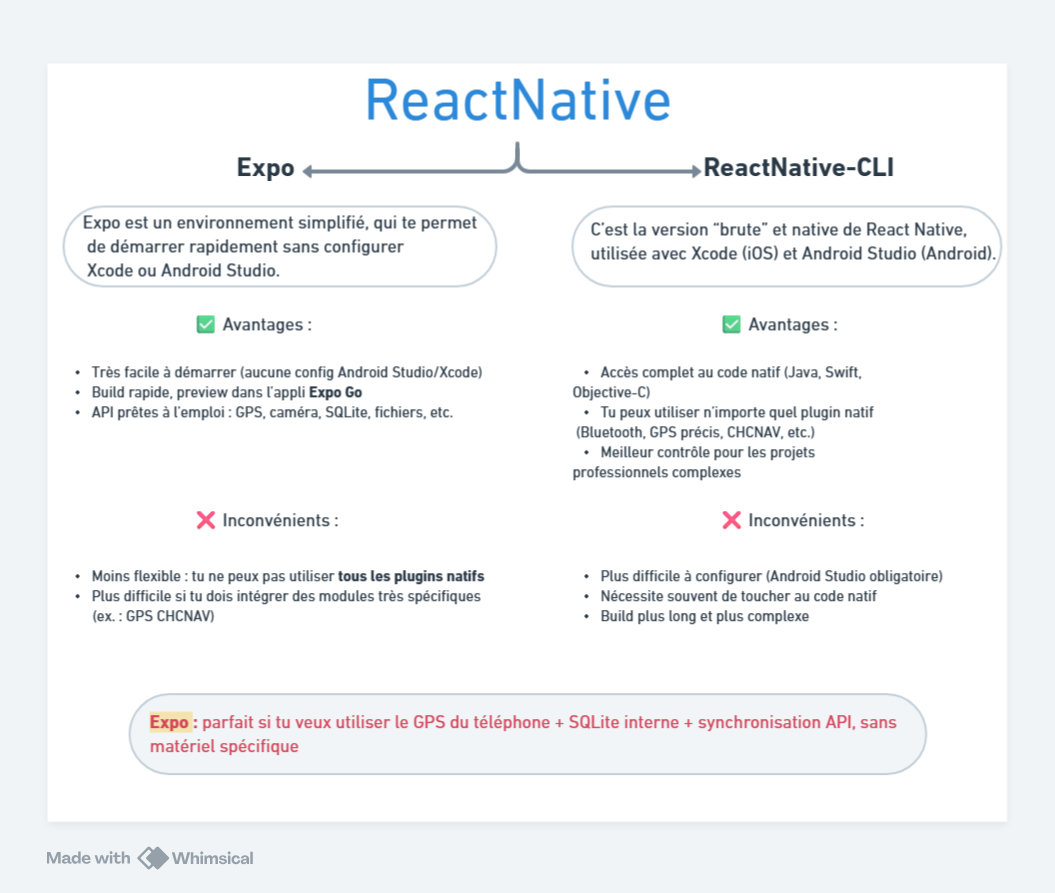 ReactNative
Expo
ReactNative-CLI
Expo est un environnement simplifié, qui te permet
de démarrer rapidement sans configurer
Xcode ou Android Studio.
C'est la version “brute” et native de React Native,
utilisée avec Xcode (iOS) et Android Studio (Android).
✅ Avantages :
• Très facile à démarrer (aucune config Android Studio/Xcode)
• Build rapide, preview dans l'appli Expo Go
• API prêtes à l'emploi : GPS, caméra, SQLite, fichiers, etc.
✅ Avantages :
• Accès complet au code natif (Java, Swift,
Objective-C)
• Tu peux utiliser n'importe quel plugin natif
(Bluetooth, GPS précis, CHCNAV, etc.)
• Meilleur contrôle pour les projets
professionnels complexes
❌ Inconvénients :
• Moins flexible : tu ne peux pas utiliser tous les plugins natifs
• Plus difficile si tu dois intégrer des modules très spécifiques
(ex. : GPS CHCNAV)
❌ Inconvénients :
• Plus difficile à configurer (Android Studio obligatoire)
• Nécessite souvent de toucher au code natif
• Build plus long et plus complexe
Expo : parfait si tu veux utiliser le GPS du téléphone + SQLite interne + synchronisation API, sans
matériel spécifique
Made with Whimsical